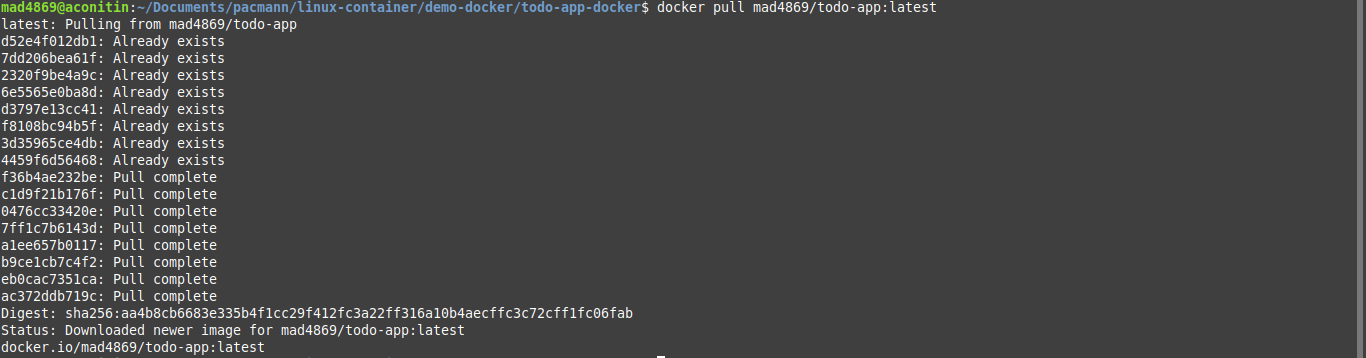 mad4869@aconitin:~/Documents/pacmann/linux-container/demo-docker/todo-app-docker$ docker pull mad4869/todo-app:latest
latest: Pulling from mad4869/todo-app
d52e4f012db1: Already exists
7dd206bea61f: Already exists
2320f9be4a9c: Already exists
6e5565e0ba8d: Already exists
d3797e13cc41: Already exists
f8108bc94b5f: Already exists
3d35965ce4db: Already exists
4459f6d56468: Already exists
f36b4ae232be: Pull complete
c1d9f21b176f: Pull complete
0476cc33420e: Pull complete
7ff1c7b6143d: Pull complete
a1ee657b0117: Pull complete
b9ce1cb7c4f2: Pull complete
eb0cac7351ca: Pull complete
ac372ddb719c: Pull complete
Digest: sha256:aa4b8cb6683e335b4f1cc29f412fc3a22ff316a10b4aecffc3c72cff1fc06fab
Status: Downloaded newer image for mad4869/todo-app:latest
docker.io/mad4869/todo-app:latest